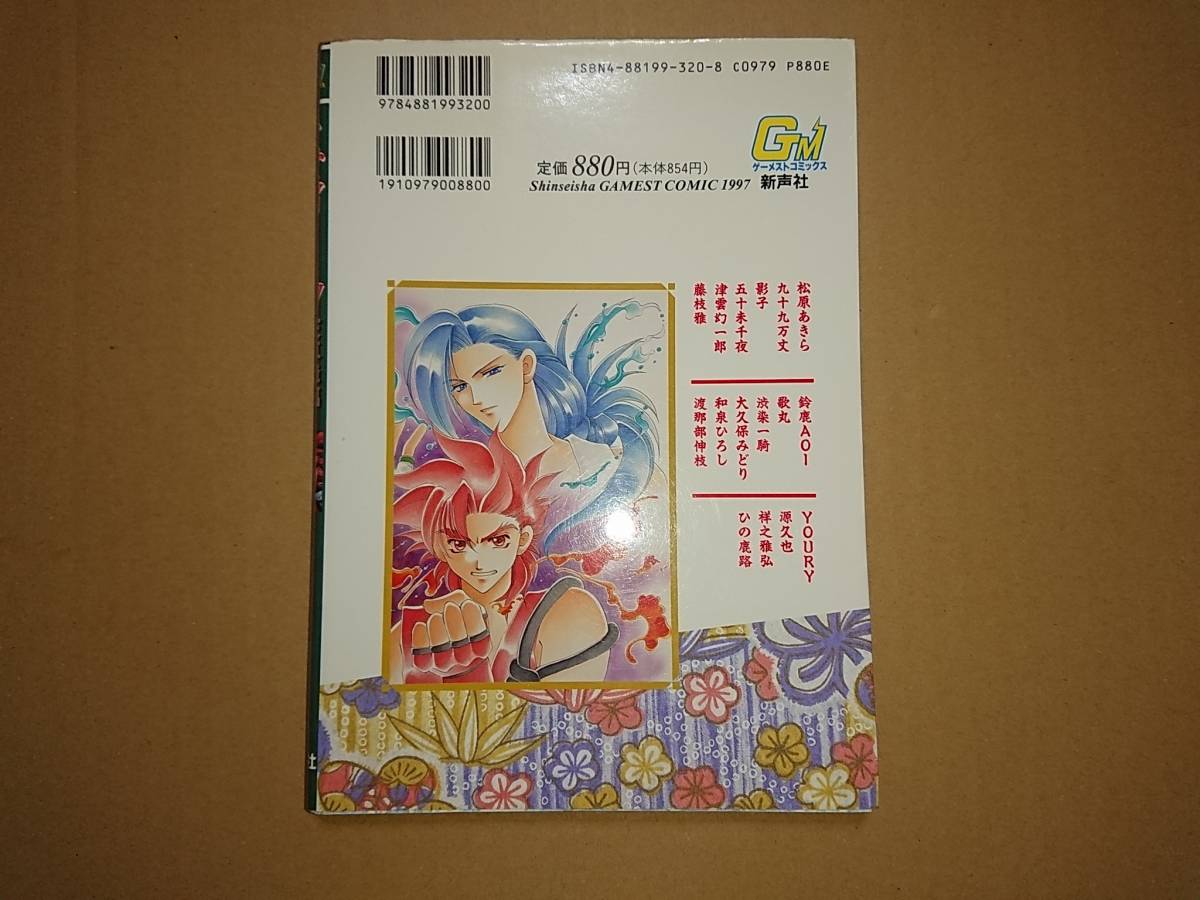 ISBN4-88199-320-8 C0979 P880E
9784881993200
1910979008800
定価880円(本体854円)
Shinseisha GAMEST COMIC 1997
GM
ゲーメストコミックス
新声社
松原あきら
九十九万丈
影子
五十未千夜
津雲幻一郎
藤枝雅
鈴鹿AOI
歌丸
渋染一騎
大久保みどり
和泉ひろし
渡那部伸枝
YOURY
源久也
祥之雅弘
ひの鹿路